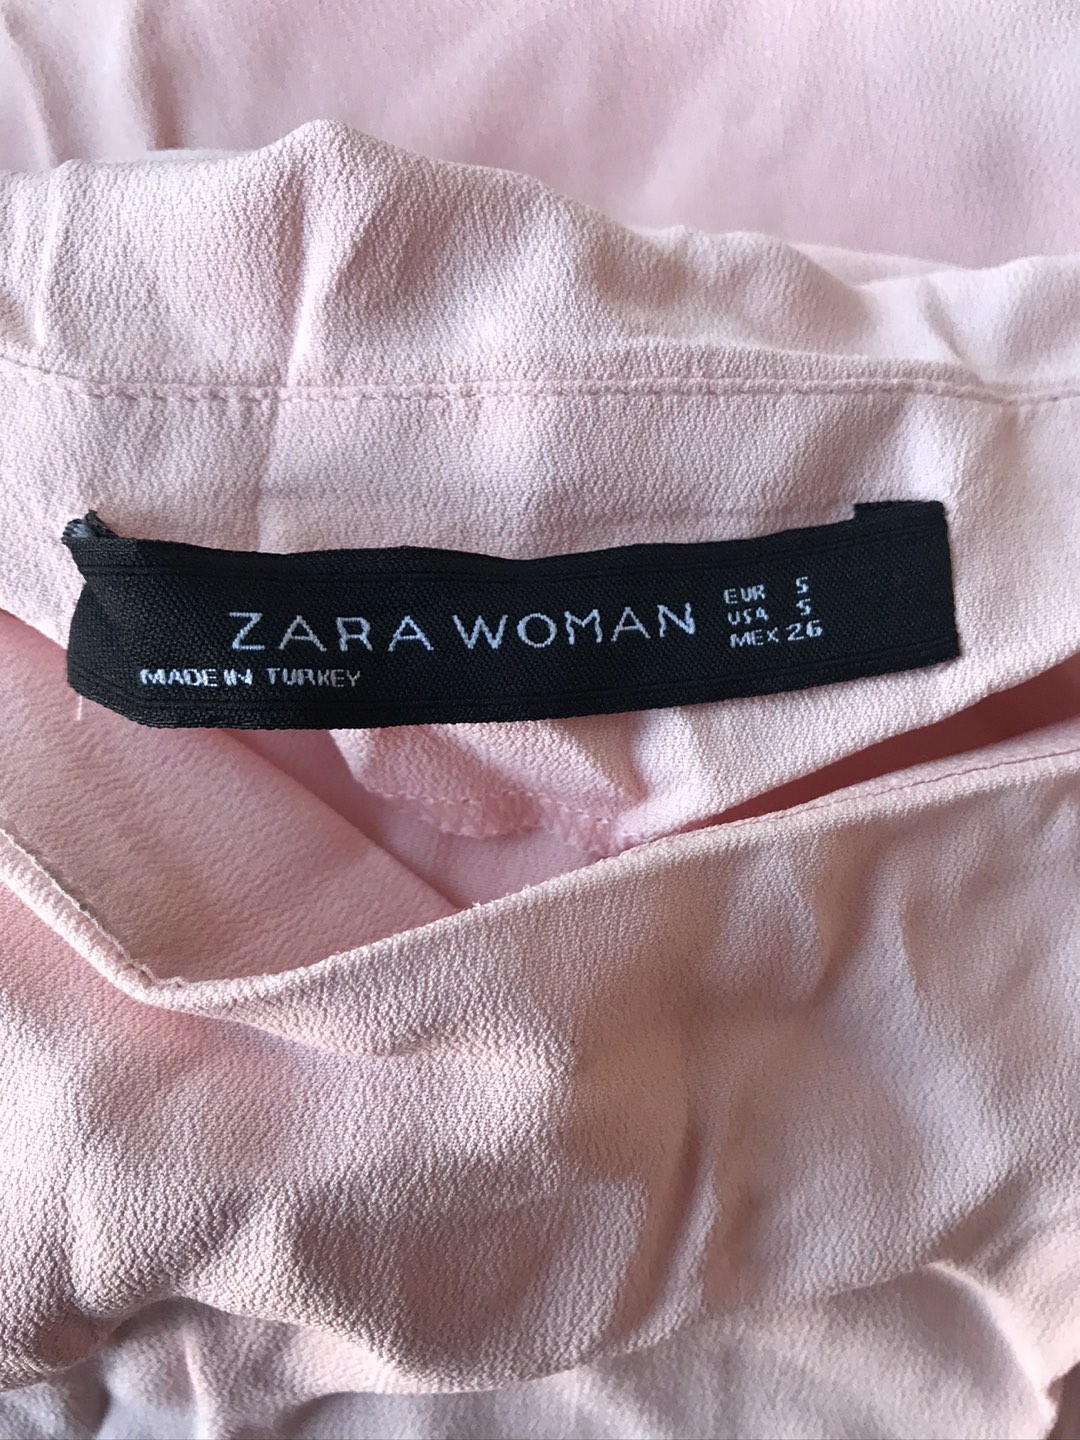 ZARA WOMAN
EUR S
USA S
MEX 26
MADE IN TURKEY